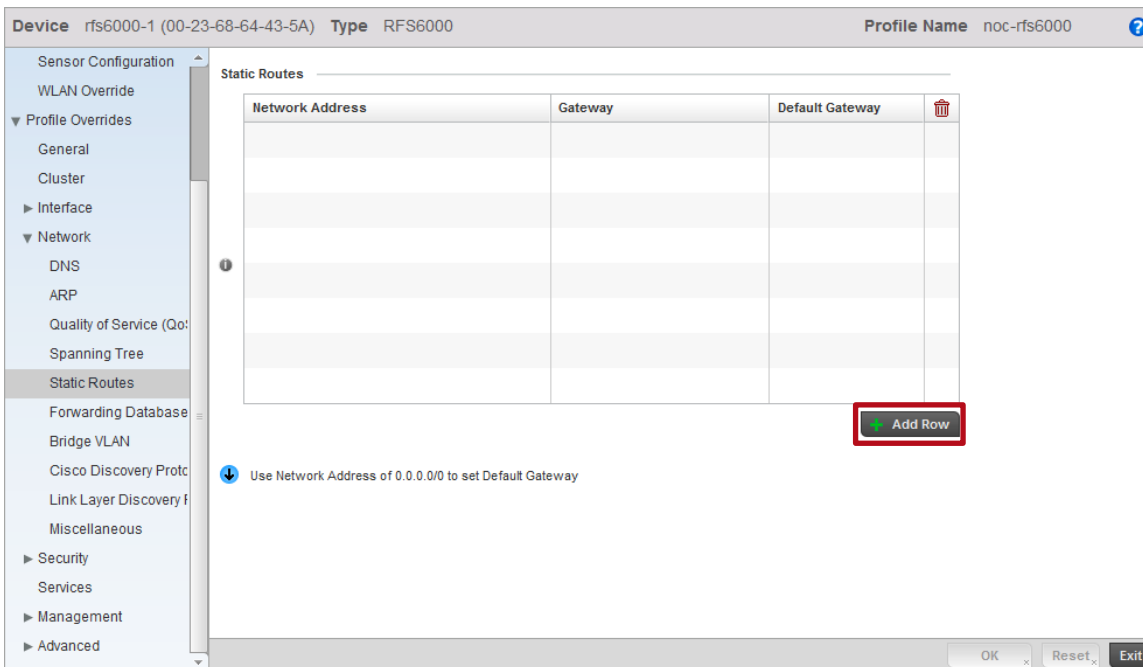 Device rfs6000-1 (00-23-68-64-43-5A) Type RFS6000 Profile Name noc-rfs6000 ?
Sensor Configuration
WLAN Override
Profile Overrides
General
Cluster
Interface
Network
DNS
ARP
Quality of Service (QoS
Spanning Tree
Static Routes
Forwarding Database
Bridge VLAN
Cisco Discovery Protc
Link Layer Discovery F
Miscellaneous
Security
Services
Management
Advanced
Static Routes
Network Address Gateway Default Gateway
Add Row
Use Network Address of 0.0.0.0/0 to set Default Gateway
OK Reset Exit